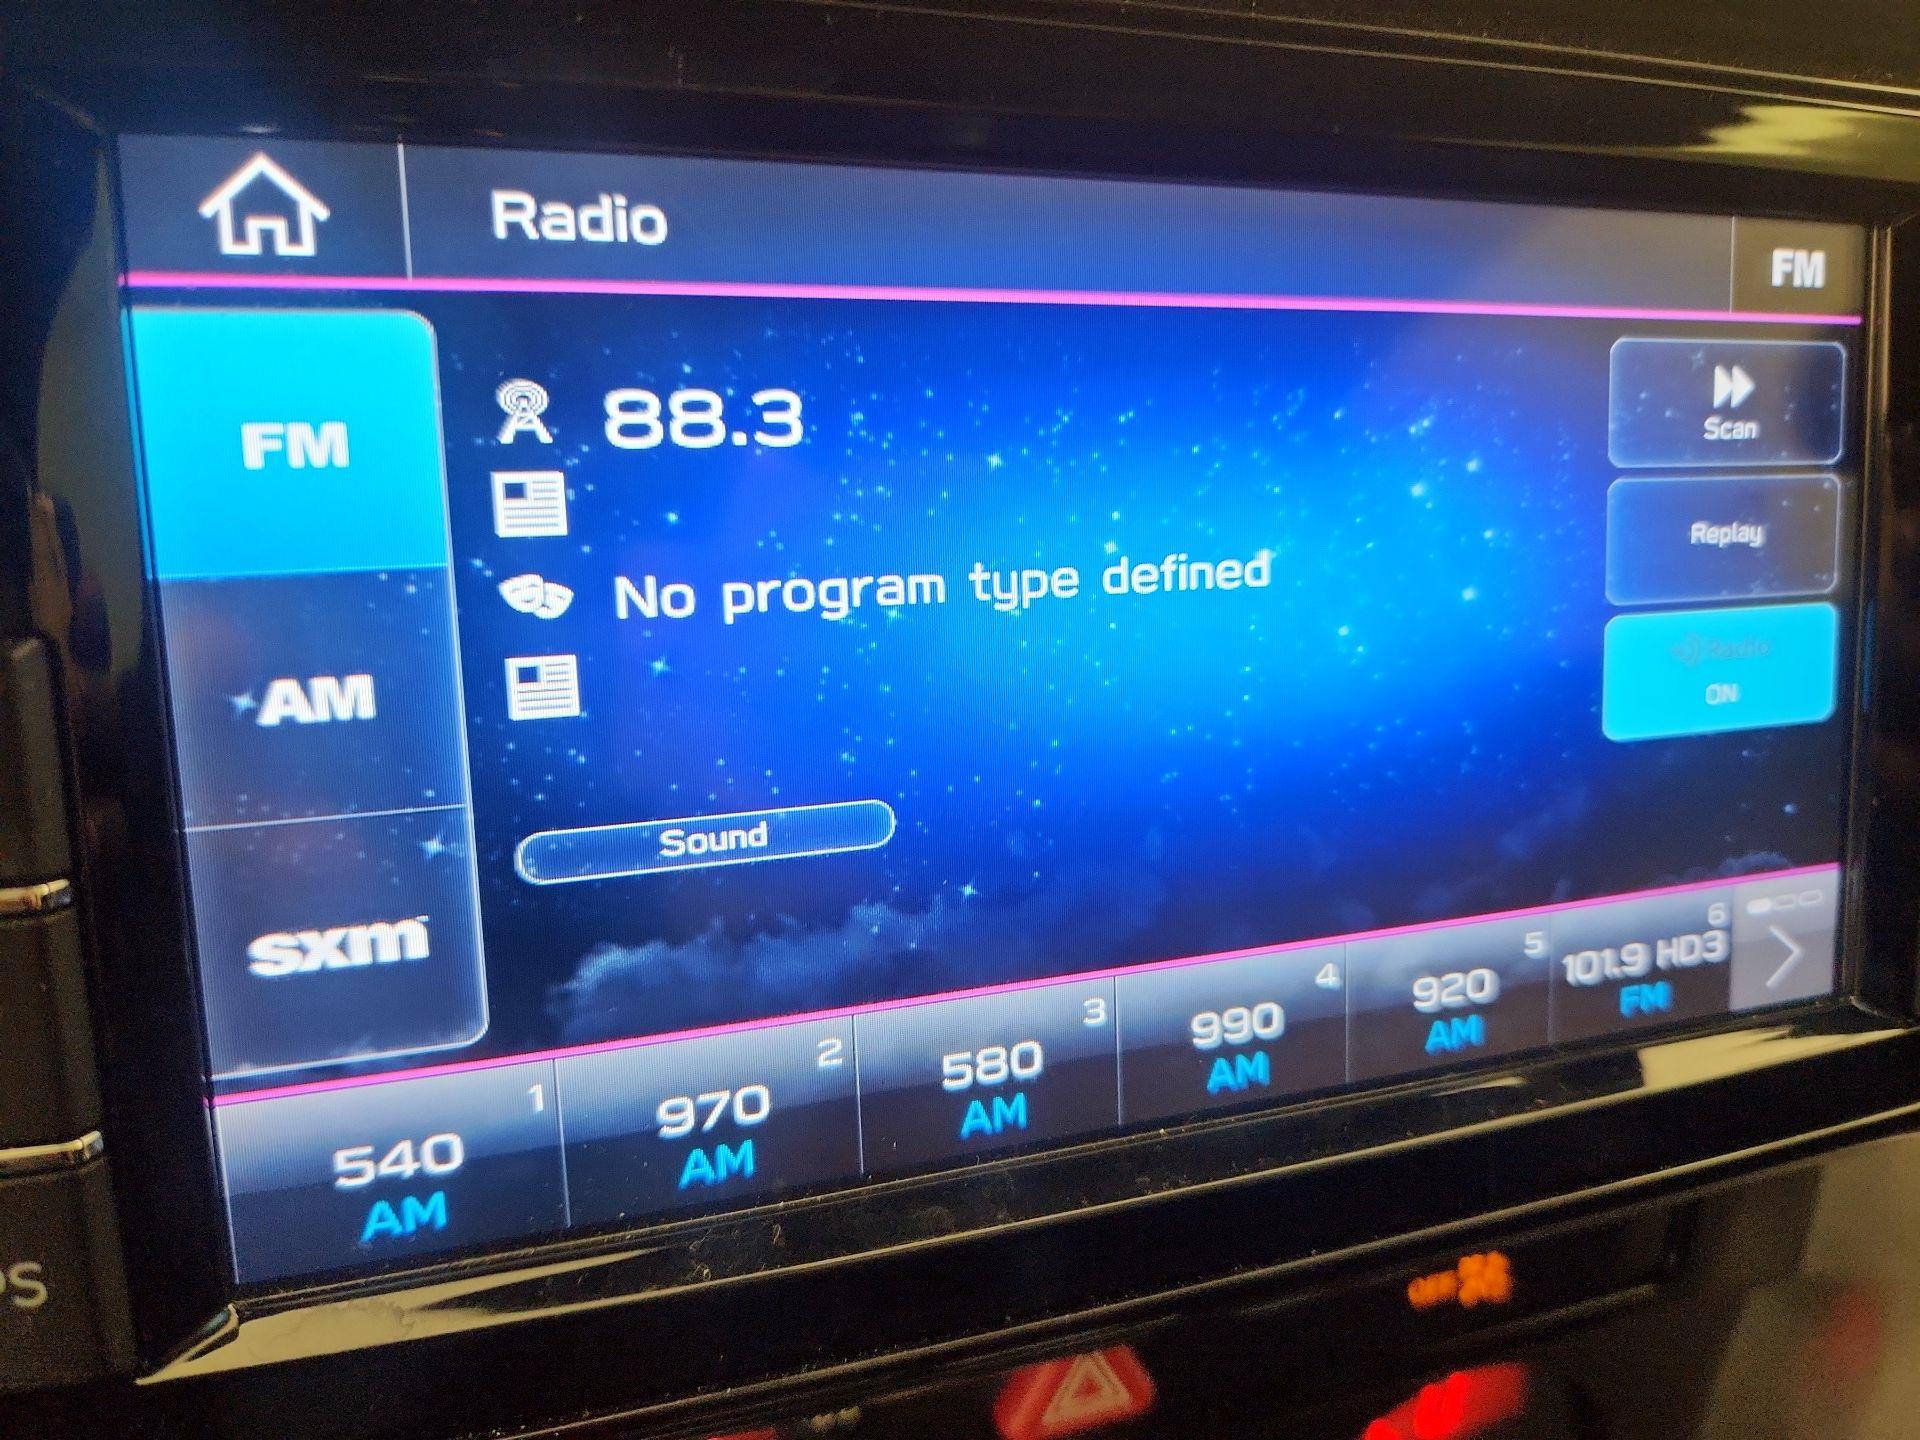 Radio
FM
FM
88.3
Scan
No program type defined
Replay
Radio
ON
AM
Sound
sxm
1
540
AM
2
970
AM
3
580
AM
4
990
AM
5
920
AM
6
101.9 HD3
FM